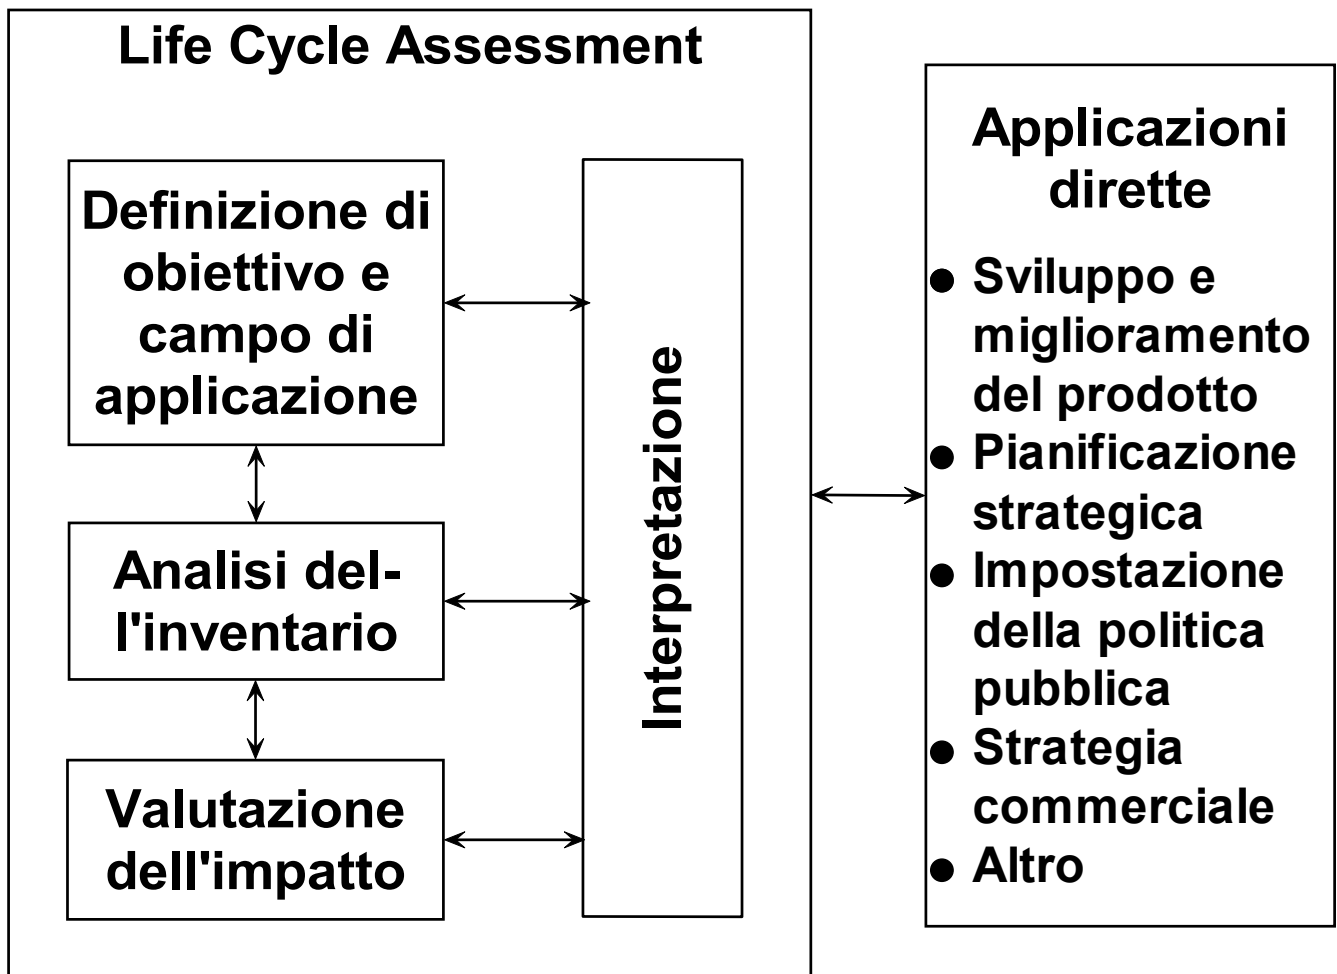 Life Cycle Assessment
Definizione di
obiettivo e
campo di
applicazione
Analisi del-
l'inventario
Valutazione
dell'impatto
Interpretazione
Applicazioni
dirette
● Sviluppo e
miglioramento
del prodotto
● Pianificazione
strategica
● Impostazione
della politica
pubblica
● Strategia
commerciale
● Altro